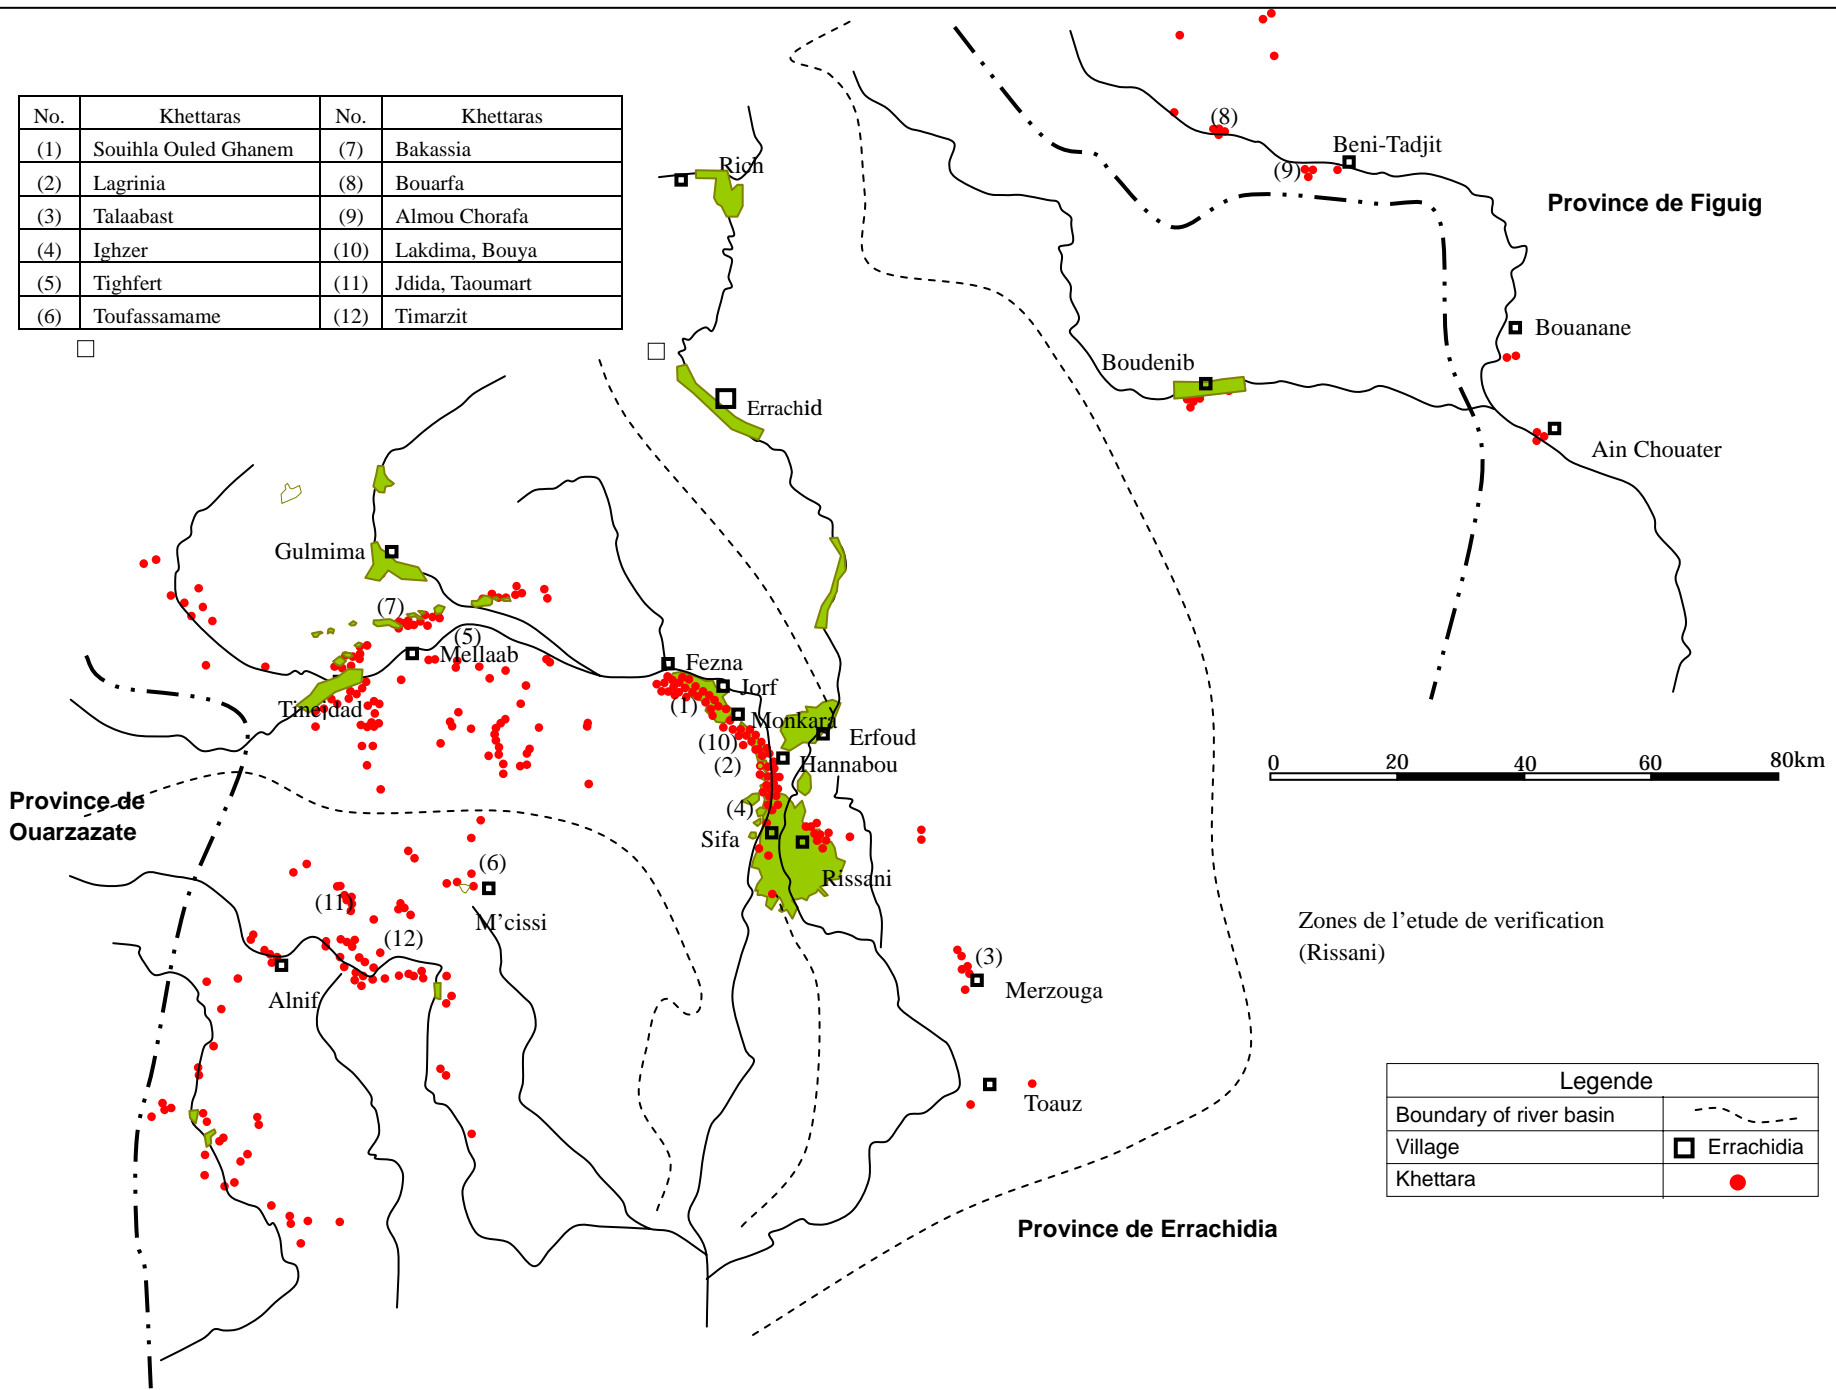 No. Khettaras No. Khettaras
(1) Souihla Ouled Ghanem (7) Bakassia
(2) Lagrinia (8) Bouarfa
(3) Talaabast (9) Almou Chorafa
(4) Ighzer (10) Lakdima, Bouya
(5) Tighfert (11) Jdida, Taoumart
(6) Toufassamame (12) Timarzit
(8)
Beni-Tadjit
(9)
Rich
Province de Figuig
Bouanane
Boudenib
Errachid
Ain Chouater
Gulmima
(7)
(5)
Mellaab
Fezna
Jorf
Tinejdad
(1)
Monkara
(10)
Erfoud
(2)
Hannabou
0 20 40 60 80km
Province de
Ouarzazate
(4)
Sifa
Rissani
(6)
M'cissi
(11)
(12)
Alnif
Zones de l'etude de verification
(Rissani)
(3)
Merzouga
Toauz
Legende
Boundary of river basin
Village Errachidia
Khettara
Province de Errachidia